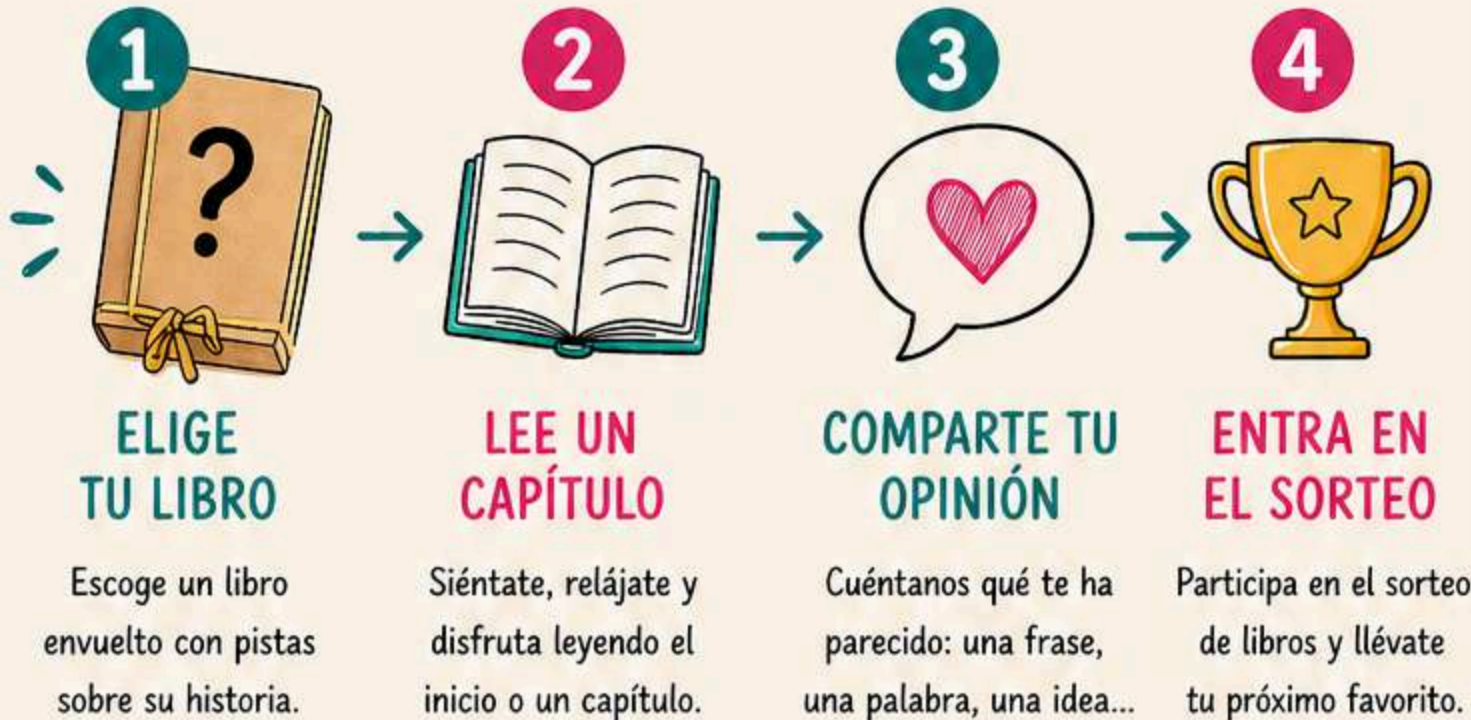 1
?
ELIGE
TU LIBRO
Escoge un libro
envuelto con pistas
sobre su historia.
2
LEE UN
CAPÍTULO
Siéntate, relájate y
disfruta leyendo el
inicio o un capítulo.
3
COMPARTE TU
OPINIÓN
Cuéntanos qué te ha
parecido: una frase,
una palabra, una idea...
4
ENTRA EN
EL SORTEO
Participa en el sorteo
de libros y llévate
tu próximo favorito.